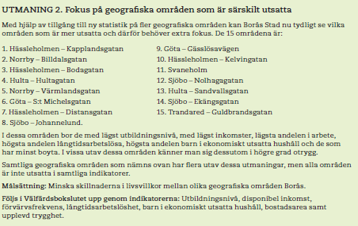 UTMANING 2. Fokus på geografiska områden som är särskilt utsatta
Med hjälp av tillgång till ny statistik på fler geografiska områden kan Borås Stad nu tydligt se vilka
områden som är mer utsatta och därför behöver extra fokus. De 15 områdena är:
1. Hässleholmen – Kapplandsgatan
2. Norrby – Billdalsgatan
3. Hässleholmen – Bodagatan
4. Hulta – Hultagatan
5. Norrby – Värmlandsgatan
6. Göta – S:t Michelsgatan
7. Hässleholmen – Distansgatan
8. Sjöbo – Johannelund.
9. Göta – Gässlösavägen
10. Hässleholmen – Kelvingatan
11. Svaneholm
12. Sjöbo – Nolhagagatan
13. Hulta – Sandvallsgatan
14. Sjöbo – Ekängsgatan
15. Trandared – Guldbrandsgatan
I dessa områden bor de med lägst utbildningsnivå, med lägst inkomster, lägsta andelen i arbete,
högsta andelen långtidsarbetslösa, högsta andelen barn i ekonomiskt utsatta hushåll och de som
har minst boyta. I vissa utav dessa områden känner man sig dessutom i högre grad otrygg.
Samtliga geografiska områden som nämns ovan har flera utav dessa utmaningar, men alla områden
är inte utsatta i samtliga indikatorer.
Målsättning: Minska skillnaderna i livsvillkor mellan olika geografiska områden Borås.
Följs i Välfärdsbokslutet upp genom indikatorerna: Utbildningsnivå, disponibel inkomst,
förvärvsfrekvens, långtidsarbetslöshet, barn i ekonomiskt utsatta hushåll, bostadsarea samt
upplevd trygghet.